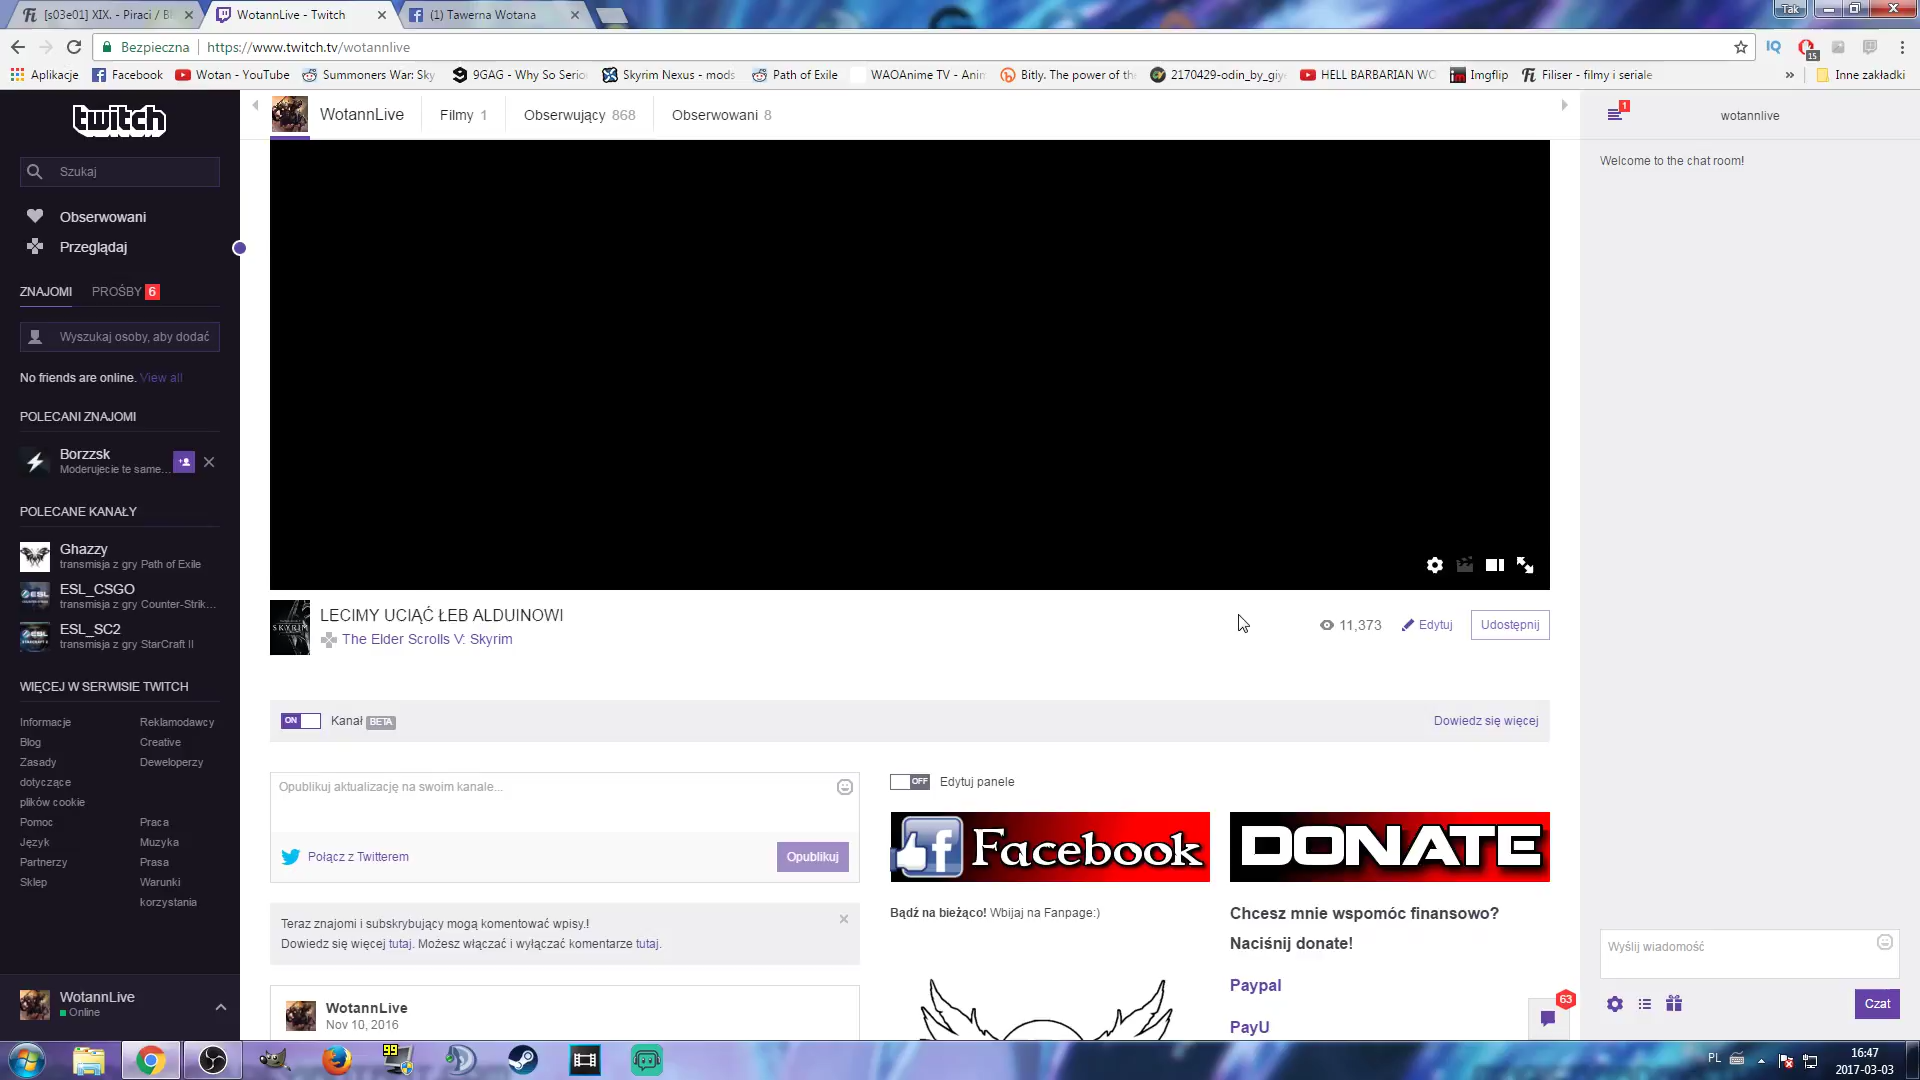 [s03e01] XIX. - Piraci / Bl
WotannLive - Twitch
(1) Tawerna Wotana
Tak
Bezpieczna
https://www.twitch.tv/wotannlive
IQ
15
Aplikacje
Facebook
Wotan - YouTube
Summoners War: Sky
9GAG - Why So Serio
Skyrim Nexus - mods
Path of Exile
WAOAnime TV - Anim
Bitly. The power of the
2170429-odin_by_giy
HELL BARBARIAN WO
Imgflip
Filiser - filmy i seriale
»
Inne zakładki
twitch
Szukaj
Obserwowani
Przeglądaj
ZNAJOMI
PROŚBY 6
Wyszukaj osoby, aby dodać
No friends are online. View all
POLECANI ZNAJOMI
Borzzsk
Moderujecie te same...
POLECANE KANAŁY
Ghazzy
transmisja z gry Path of Exile
ESL_CSGO
transmisja z gry Counter-Strik...
ESL_SC2
transmisja z gry StarCraft II
WIĘCEJ W SERWISIE TWITCH
Informacje
Reklamodawcy
Blog
Creative
Zasady
Deweloperzy
dotyczące
plików cookie
Pomoc
Praca
Język
Muzyka
Partnerzy
Prasa
Sklep
Warunki
korzystania
WotannLive
Online
WotannLive
Filmy 1
Obserwujący 868
Obserwowani 8
SKYRIM
LECIMY UCIĄĆ ŁEB ALDUINOWI
The Elder Scrolls V: Skyrim
11,373
Edytuj
Udostępnij
ON
Kanał BETA
Dowiedz się więcej
Opublikuj aktualizację na swoim kanale...
Połącz z Twitterem
Opublikuj
Teraz znajomi i subskrybujący mogą komentować wpisy.!
Dowiedz się więcej tutaj. Możesz włączać i wyłączać komentarze tutaj.
WotannLive
Nov 10, 2016
OFF
Edytuj panele
Facebook
DONATE
Bądź na bieżąco! Wbijaj na Fanpage:)
Chcesz mnie wspomóc finansowo?
Naciśnij donate!
Paypal
PayU
1
wotannlive
Welcome to the chat room!
Wyślij wiadomość
63
Czat
99
PL
16:47
2017-03-03